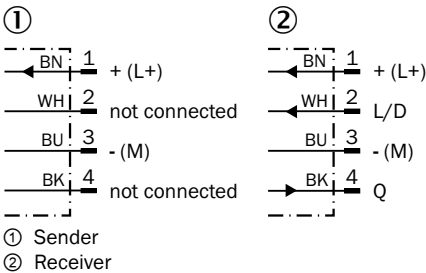 ① ②
BN 1 + (L+) BN 1 + (L+)
WH 2 not connected WH 2 L/D
BU 3 - (M) BU 3 - (M)
BK 4 not connected BK 4 Q
① Sender
② Receiver